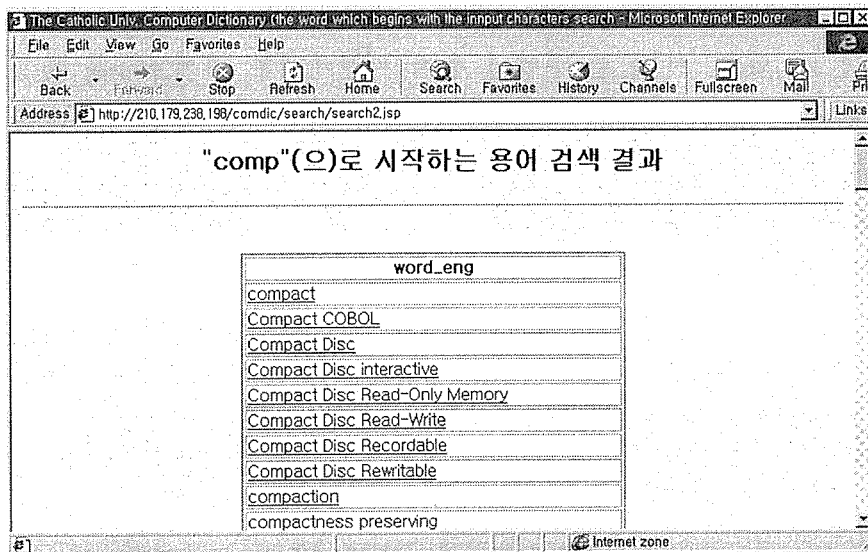 The Catholic Univ. Computer Dictionary (the word which begins with the innput characters search - Microsoft Internet Explorer
File Edit View Go Favorites Help
Back Forward Stop Refresh Home Search Favorites History Channels Fullscreen Mail Pri
Address http://210.179.238.198/comdic/search/search2.jsp Links
"comp"(으)로 시작하는 용어 검색 결과
word_eng
compact
Compact COBOL
Compact Disc
Compact Disc interactive
Compact Disc Read-Only Memory
Compact Disc Read-Write
Compact Disc Recordable
Compact Disc Rewritable
compaction
compactness preserving
Internet zone